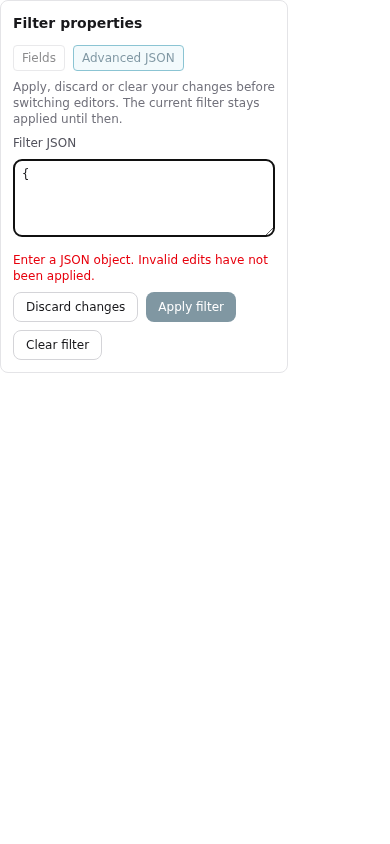 Filter properties
Fields
Advanced JSON
Apply, discard or clear your changes before
switching editors. The current filter stays
applied until then.
Filter JSON
{
Enter a JSON object. Invalid edits have not
been applied.
Discard changes
Apply filter
Clear filter